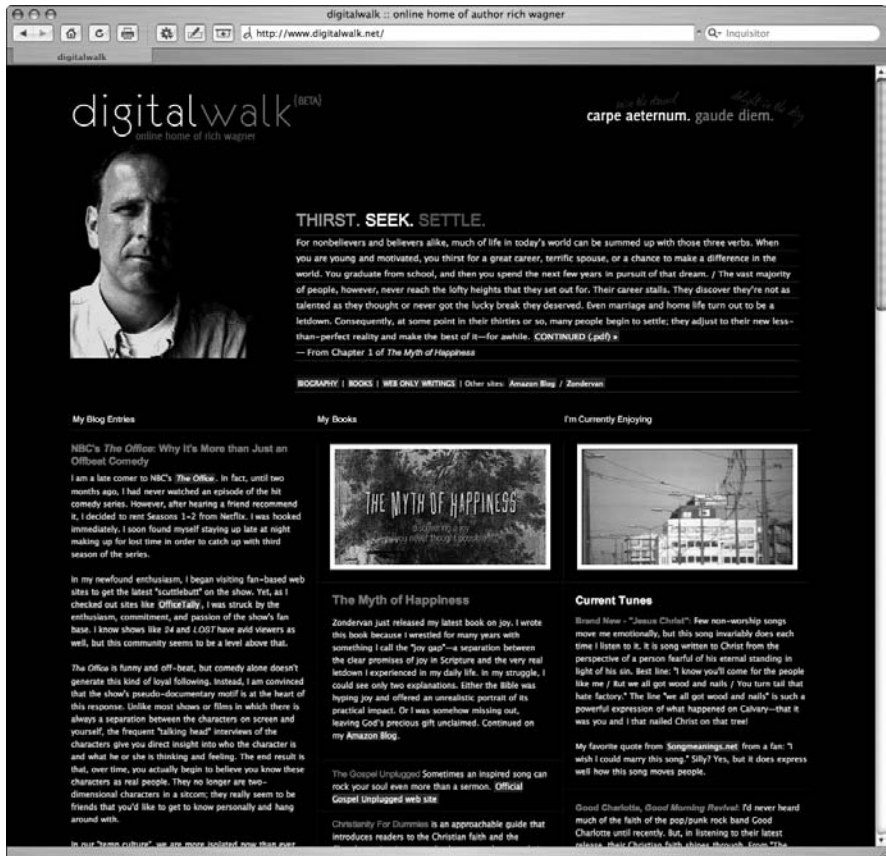 digitalwalk :: online home of author rich wagner
http://www.digitalwalk.net/
Inquisitor
digitalwalk
digitalwalk {BETA}
online home of rich wagner
carpe aeternum. gaude diem.
THIRST. SEEK. SETTLE.
For nonbelievers and believers alike, much of life in today's world can be summed up with those three verbs. When
you are young and motivated, you thirst for a great career, terrific spouse, or a chance to make a difference in the
world. You graduate from school, and then you spend the next few years in pursuit of that dream. / The vast majority
of people, however, never reach the lofty heights that they set out for. Their career stalls. They discover they're not as
talented as they thought or never got the lucky break they deserved. Even marriage and home life turn out to be a
letdown. Consequently, at some point in their thirties or so, many people begin to settle; they adjust to their new less-
than-perfect reality and make the best of it—for awhile. CONTINUED (.pdf) »
— From Chapter 1 of The Myth of Happiness
BIOGRAPHY | BOOKS | WEB ONLY WRITINGS | Other sites: Amazon Blog / Zondervan
My Blog Entries
NBC's The Office: Why It's More than Just an
Offbeat Comedy
I am a late comer to NBC's The Office. In fact, until two
months ago, I had never watched an episode of the hit
comedy series. However, after hearing a friend recommend
it, I decided to rent Seasons 1-2 from Netflix. I was hooked
immediately. I soon found myself staying up late at night
making up for lost time in order to catch up with third
season of the series.
In my newfound enthusiasm, I began visiting fan-based web
sites to get the latest "scuttlebutt" on the show. Yet, as I
checked out sites like OfficeTally, I was struck by the
enthusiasm, commitment, and passion of the show's fan
base. I know shows like 24 and LOST have avid viewers as
well, but this community seems to be a level above that.
The Office is funny and off-beat, but comedy alone doesn't
generate this kind of loyal following. Instead, I am convinced
that the show's pseudo-documentary motif is at the heart of
this response. Unlike most shows or films in which there is
always a separation between the characters on screen and
yourself, the frequent "talking head" interviews of the
characters give you direct insight into who the character is
and what he or she is thinking and feeling. The end result is
that, over time, you actually begin to believe you know these
characters as real people. They no longer are two-
dimensional characters in a sitcom; they really seem to be
friends that you'd like to get to know personally and hang
around with.
In our "temp culture", we are more isolated now than ever
My Books
THE MYTH OF HAPPINESS
discovering a joy
you never thought possible
The Myth of Happiness
Zondervan just released my latest book on joy. I wrote
this book because I wrestled for many years with
something I call the "joy gap"—a separation between
the clear promises of joy in Scripture and the very real
letdown I experienced in my daily life. In my struggle, I
could see only two explanations. Either the Bible was
hyping joy and offered an unrealistic portrait of its
practical impact. Or I was somehow missing out,
leaving God's precious gift unclaimed. Continued on
my Amazon Blog.
The Gospel Unplugged Sometimes an inspired song can
rock your soul even more than a sermon. Official
Gospel Unplugged web site
Christianity For Dummies is an approachable guide that
introduces readers to the Christian faith and the
I'm Currently Enjoying
Current Tunes
Brand New - "Jesus Christ": Few non-worship songs
move me emotionally, but this song invariably does each
time I listen to it. It is song written to Christ from the
perspective of a person fearful of his eternal standing in
light of his sin. Best line: "I know you'll come for the people
like me / But we all got wood and nails / You turn tail that
hate factory." The line "we all got wood and nails" is such a
powerful expression of what happened on Calvary—that it
was you and I that nailed Christ on that tree!
My favorite quote from Songmeanings.net from a fan: "I
wish I could marry this song." Silly? Yes, but it does express
well how this song moves people.
Good Charlotte, Good Morning Revival: I'd never heard
much of the faith of the pop/punk rock band Good
Charlotte until recently. But, in listening to their latest
release, their Christian faith shines through. From "The